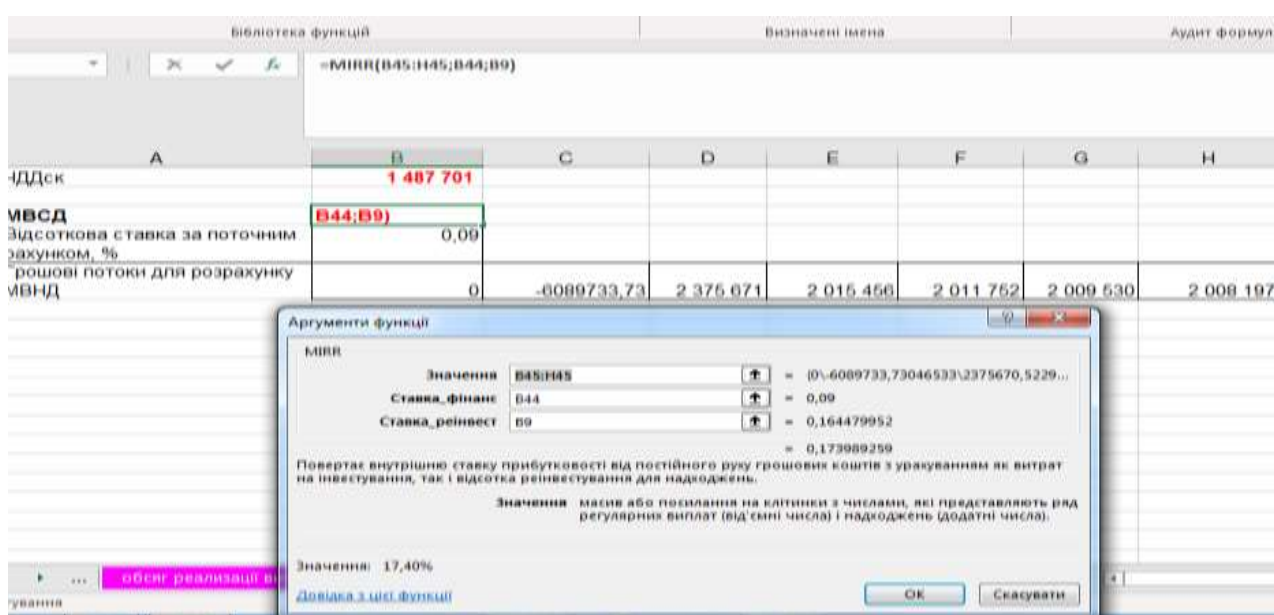 Бібліотека функцій Визначені імена Аудит формул
fx =MIRR(B45:H45;B44;B9)
A B C D E F G H
ЧДДск 1 487 701
МВСД B44;B9)
Відсоткова ставка за поточним 0,09
рахунком, %
Грошові потоки для розрахунку
МВНД 0 -6089733,73 2 375 671 2 015 456 2 011 752 2 009 530 2 008 197
Аргументи функції
MIRR
Значення B45:H45 = {0\-6089733,73046533\2375670,5229...
Ставка_фінанс B44 = 0,09
Ставка_реінвест B9 = 0,164479952
= 0,173989259
Повертає внутрішню ставку прибутковості від постійного руху грошових коштів з урахуванням як витрат
на інвестування, так і відсотка реінвестування для надходжень.
Значення масив або посилання на клітинки з числами, які представляють ряд
регулярних виплат (від'ємні числа) і надходжень (додатні числа).
Значення: 17,40%
... обсяг реалізації
Довідка з цієї функції OK Скасувати